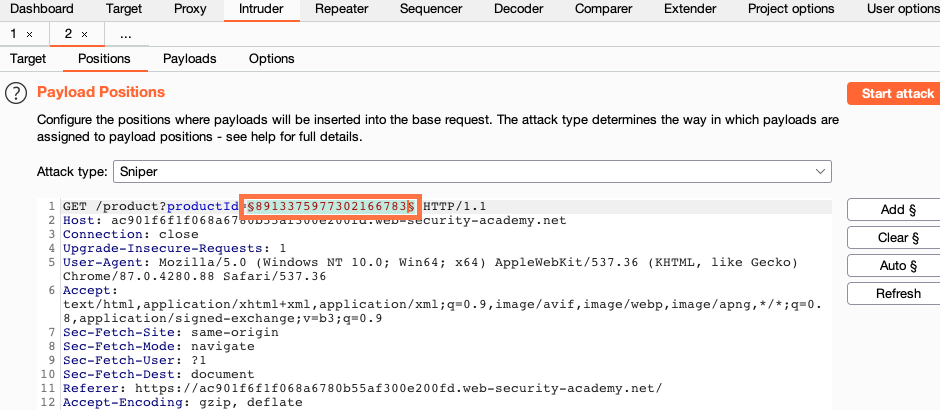 Dashboard Target Proxy Intruder Repeater Sequencer Decoder Comparer Extender Project options User options
1 × 2 × ...
Target Positions Payloads Options
? Payload Positions
Start attack
Configure the positions where payloads will be inserted into the base request. The attack type determines the way in which payloads are
assigned to payload positions - see help for full details.
Attack type: Sniper
1 GET /product?productId=§8913375977302166783§ HTTP/1.1
2 Host: ac901f6f1f068a6780b55af300e200fd.web-security-academy.net
3 Connection: close
4 Upgrade-Insecure-Requests: 1
5 User-Agent: Mozilla/5.0 (Windows NT 10.0; Win64; x64) AppleWebKit/537.36 (KHTML, like Gecko)
Chrome/87.0.4280.88 Safari/537.36
6 Accept:
text/html,application/xhtml+xml,application/xml;q=0.9,image/avif,image/webp,image/apng,*/*;q=0.
8,application/signed-exchange;v=b3;q=0.9
7 Sec-Fetch-Site: same-origin
8 Sec-Fetch-Mode: navigate
9 Sec-Fetch-User: ?1
10 Sec-Fetch-Dest: document
11 Referer: https://ac901f6f1f068a6780b55af300e200fd.web-security-academy.net/
12 Accept-Encoding: gzip, deflate
Add §
Clear §
Auto §
Refresh